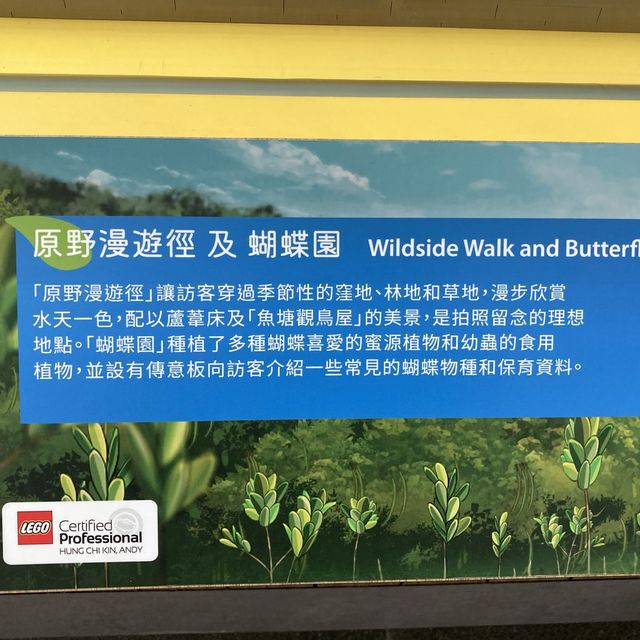 原野漫遊徑 及 蝴蝶園 Wildside Walk and Butterfl
「原野漫遊徑」讓訪客穿過季節性的窪地、林地和草地，漫步欣賞
水天一色，配以蘆葦床及「魚塘觀鳥屋」的美景，是拍照留念的理想
地點。「蝴蝶園」種植了多種蝴蝶喜愛的蜜源植物和幼蟲的食用
植物，並設有傳意板向訪客介紹一些常見的蝴蝶物種和保育資料。
LEGO Certified
Professional
HUNG CHI KIN, ANDY